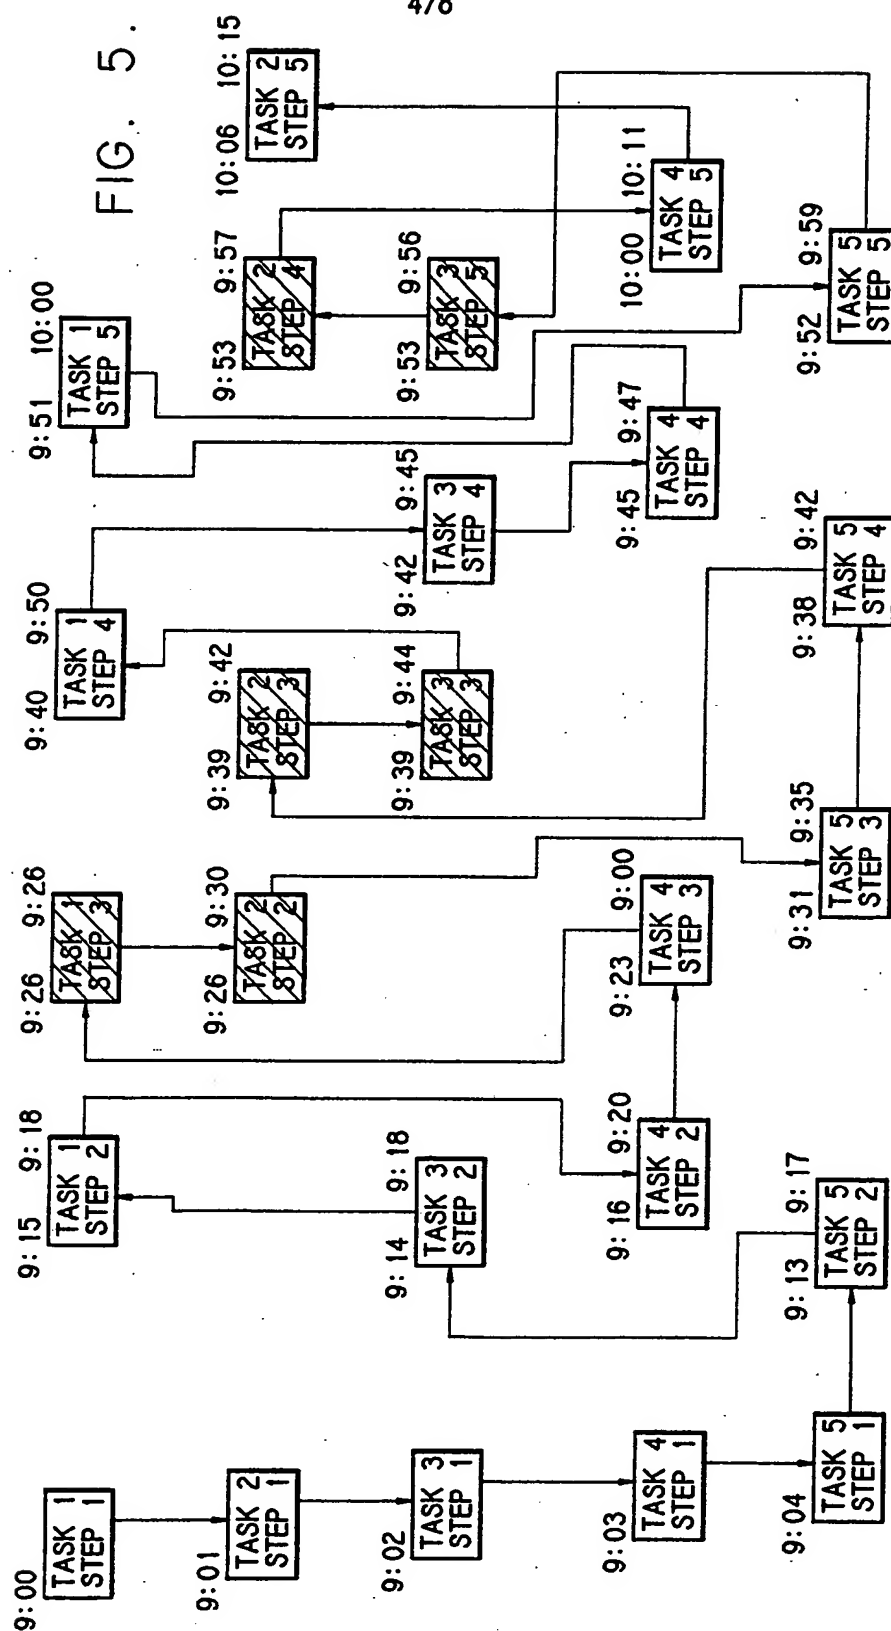 4/8
FIG. 5.
9:00
TASK 1
STEP 1
9:15 9:18
TASK 1
STEP 2
9:26 9:26
TASK 1
STEP 3
9:40 9:50
TASK 1
STEP 4
9:51 10:00
TASK 1
STEP 5
9:01
TASK 2
STEP 1
9:26 9:30
TASK 2
STEP 2
9:39 9:42
TASK 2
STEP 3
9:53 9:57
TASK 2
STEP 4
10:06 10:15
TASK 2
STEP 5
9:02
TASK 3
STEP 1
9:14 9:18
TASK 3
STEP 2
9:39 9:44
TASK 3
STEP 3
9:42 9:45
TASK 3
STEP 4
9:53 9:56
TASK 3
STEP 5
9:03
TASK 4
STEP 1
9:16 9:20
TASK 4
STEP 2
9:23 9:00
TASK 4
STEP 3
9:45 9:47
TASK 4
STEP 4
10:00 10:11
TASK 4
STEP 5
9:04
TASK 5
STEP 1
9:13 9:17
TASK 5
STEP 2
9:31 9:35
TASK 5
STEP 3
9:38 9:42
TASK 5
STEP 4
9:52 9:59
TASK 5
STEP 5